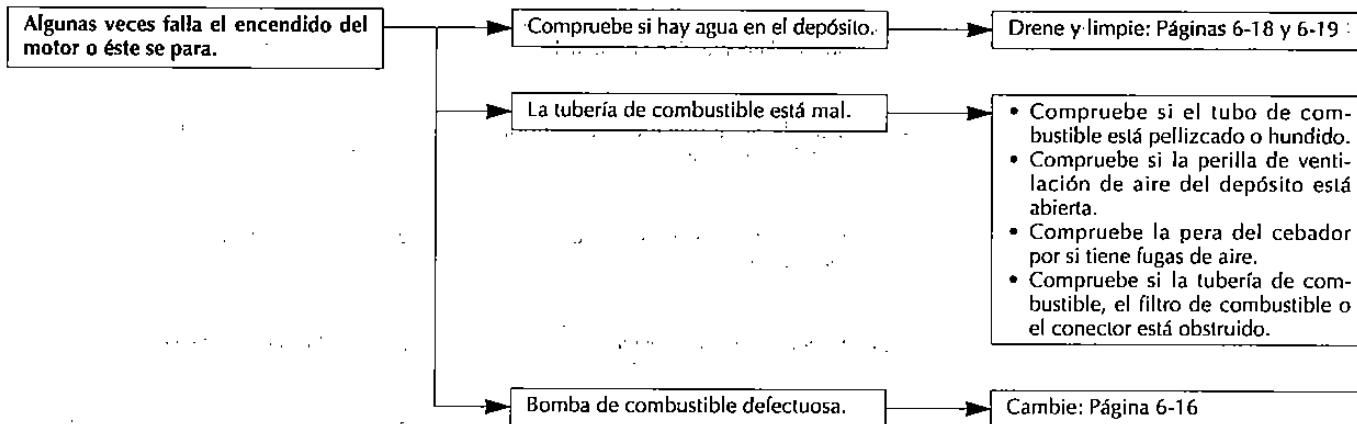 Algunas veces falla el encendido del
motor o éste se para.
Compruebe si hay agua en el depósito.
Drene y limpie: Páginas 6-18 y 6-19
La tubería de combustible está mal.
• Compruebe si el tubo de com-
bustible está pellizcado o hundido.
• Compruebe si la perilla de venti-
lación de aire del depósito está
abierta.
• Compruebe la pera del cebador
por si tiene fugas de aire.
• Compruebe si la tubería de com-
bustible, el filtro de combustible o
el conector está obstruido.
Bomba de combustible defectuosa.
Cambie: Página 6-16